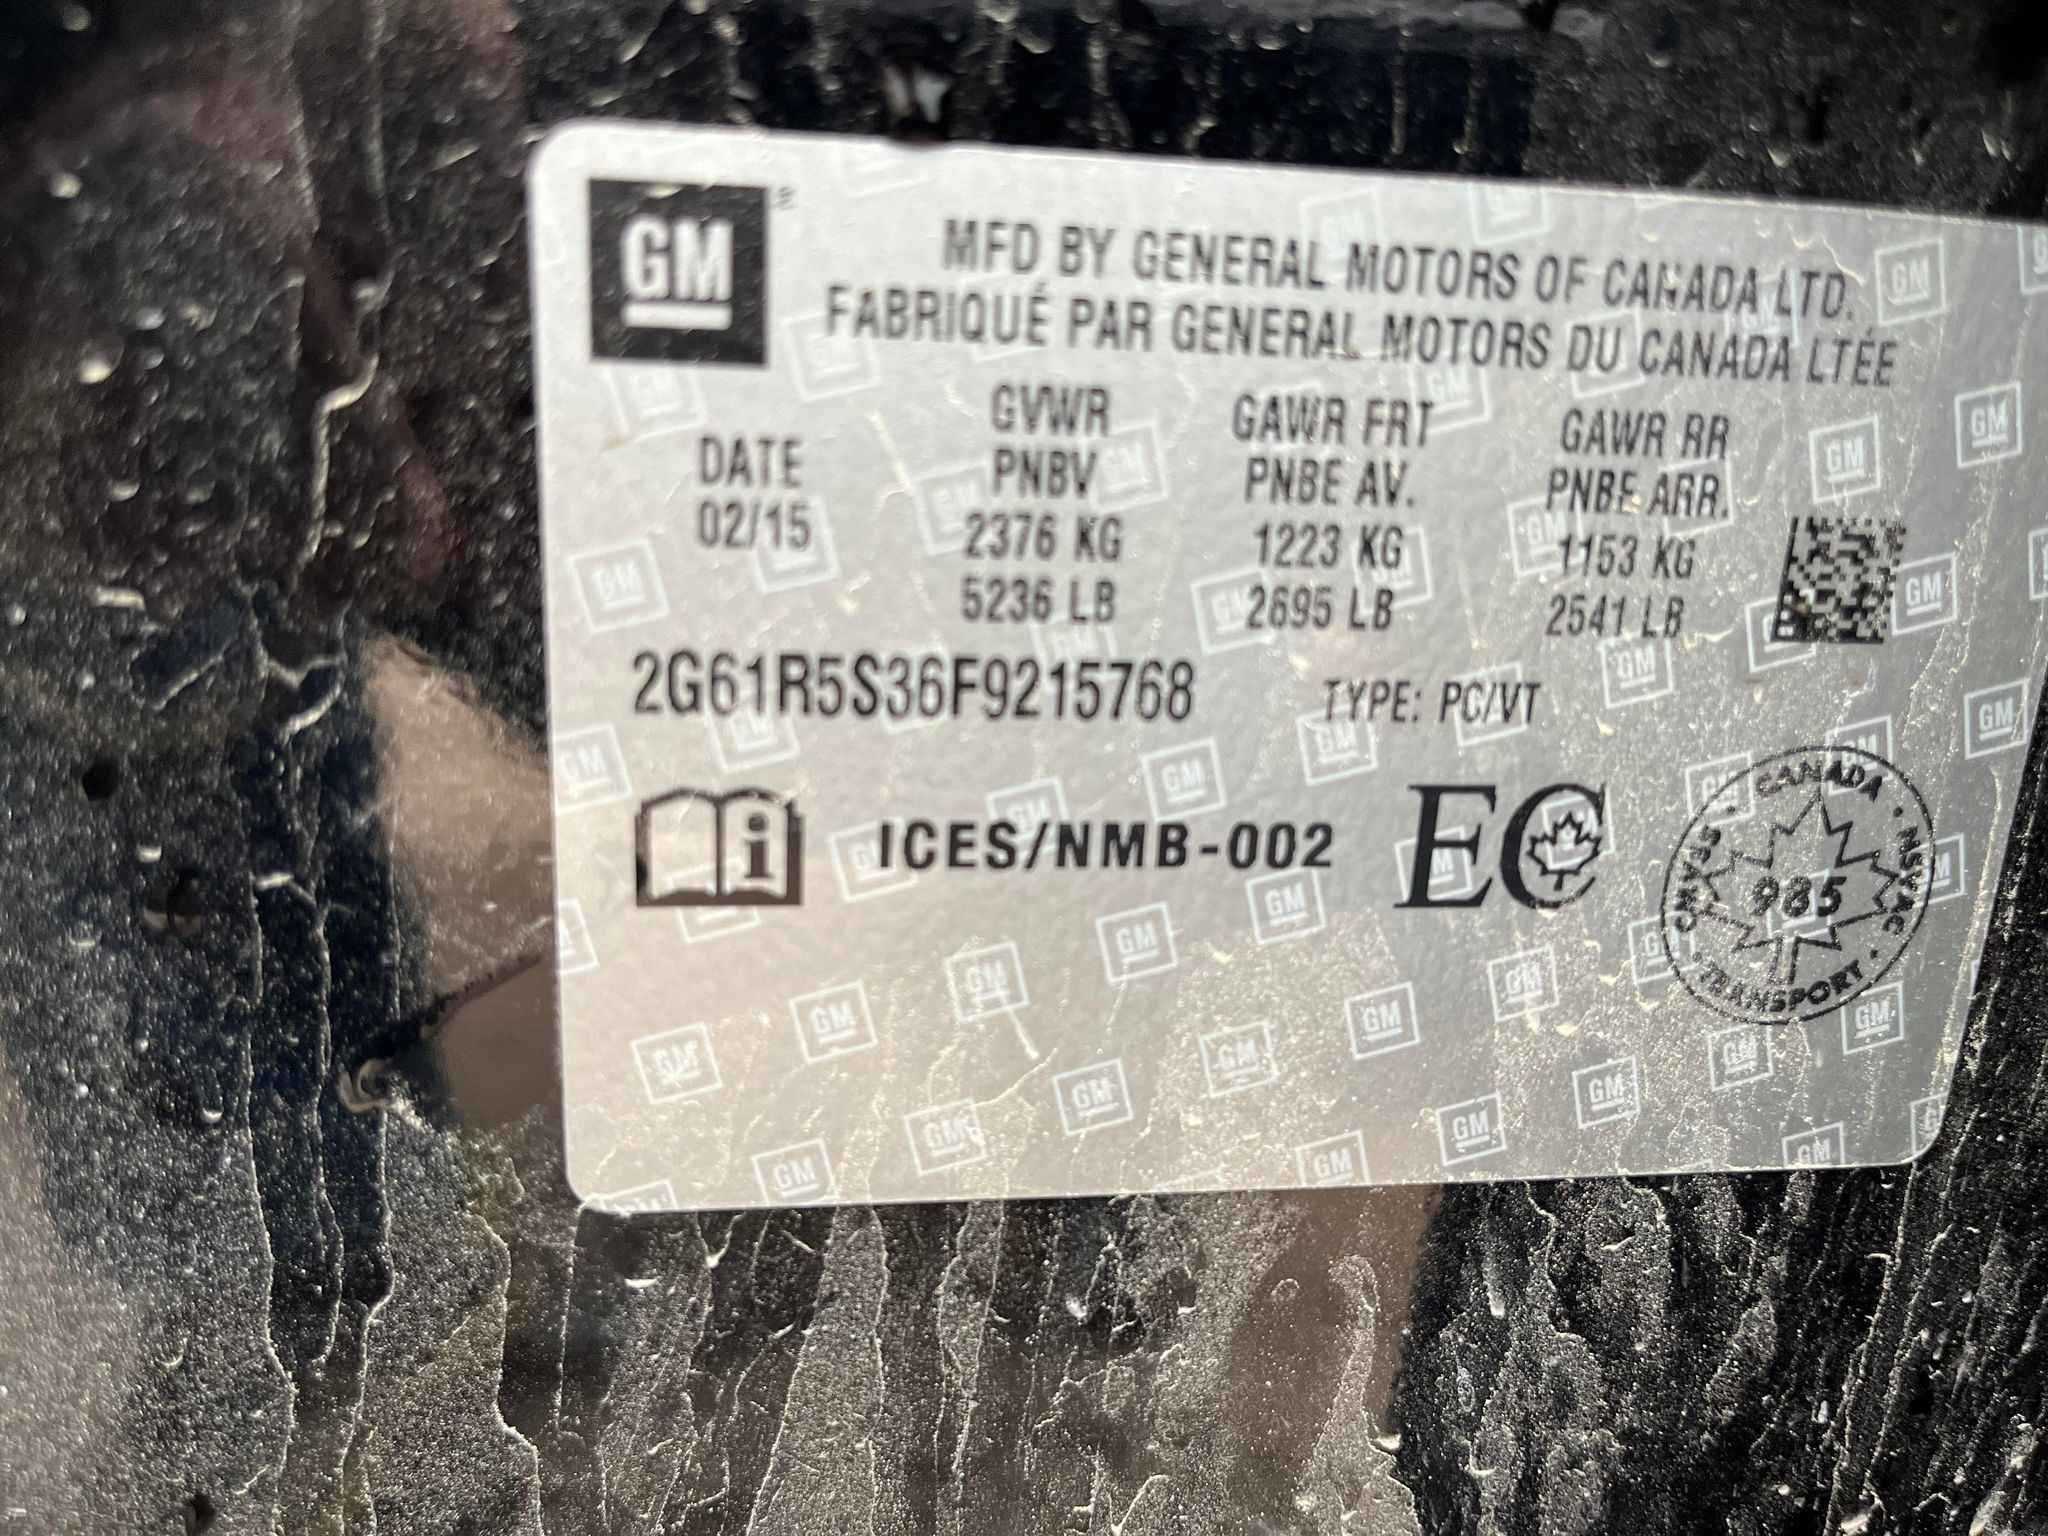 GM
MFD BY GENERAL MOTORS OF CANADA LTD.
FABRIQUÉ PAR GENERAL MOTORS DU CANADA LTÉE
DATE
02/15
GVWR
PNBV
2376 KG
5236 LB
GAWR FRT
PNBE AV.
1223 KG
2695 LB
GAWR RR
PNBE ARR.
1153 KG
2541 LB
2G61R5S36F9215768 TYPE: PC/VT
i ICES/NMB-002 EC
CANADA · NSVAC · TRANSPORT · CMVSS ·
985